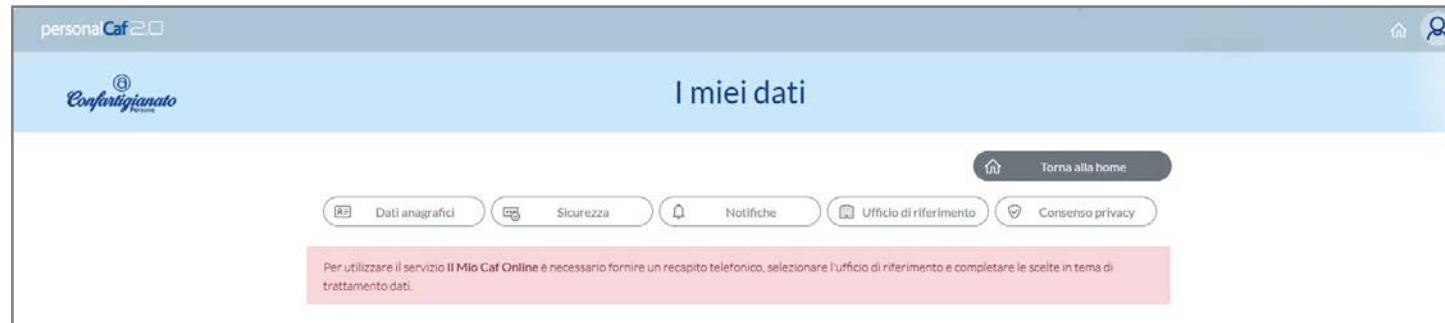 personalCaf 2.0
Confartigianato
Persone
I miei dati
Torna alla home
Dati anagrafici
Sicurezza
Notifiche
Ufficio di riferimento
Consenso privacy
Per utilizzare il servizio Il Mio Caf Online è necessario fornire un recapito telefonico, selezionare l'ufficio di riferimento e completare le scelte in tema di
trattamento dati.